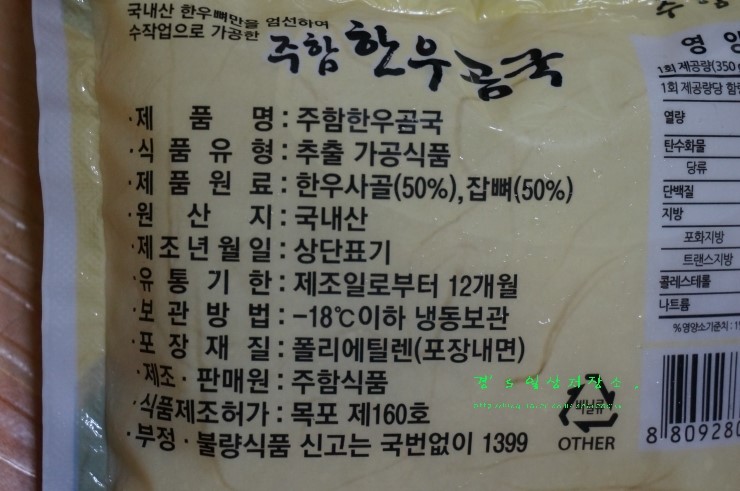 국내산 한우뼈만을 엄선하여
수작업으로 가공한
주함한우곰국
·제 품 명 : 주함한우곰국
·식 품 유 형 : 추출 가공식품
·제 품 원 료 : 한우사골(50%), 잡뼈(50%)
·원 산 지 : 국내산
·제 조 년 월 일 : 상단표기
·유 통 기 한 : 제조일로부터 12개월
·보 관 방 법 : -18℃이하 냉동보관
·포 장 재 질 : 폴리에틸렌(포장내면)
·제조 · 판매원 : 주함식품
·식품제조허가 : 목포 제160호
·부정 · 불량식품 신고는 국번없이 1399
비닐류
OTHER
영 양
1회 제공량(350
1회 제공량당 함
열량
탄수화물
당류
단백질
지방
포화지방
트랜스지방
콜레스테롤
나트륨
%영양소기준치 : 1
8 809280